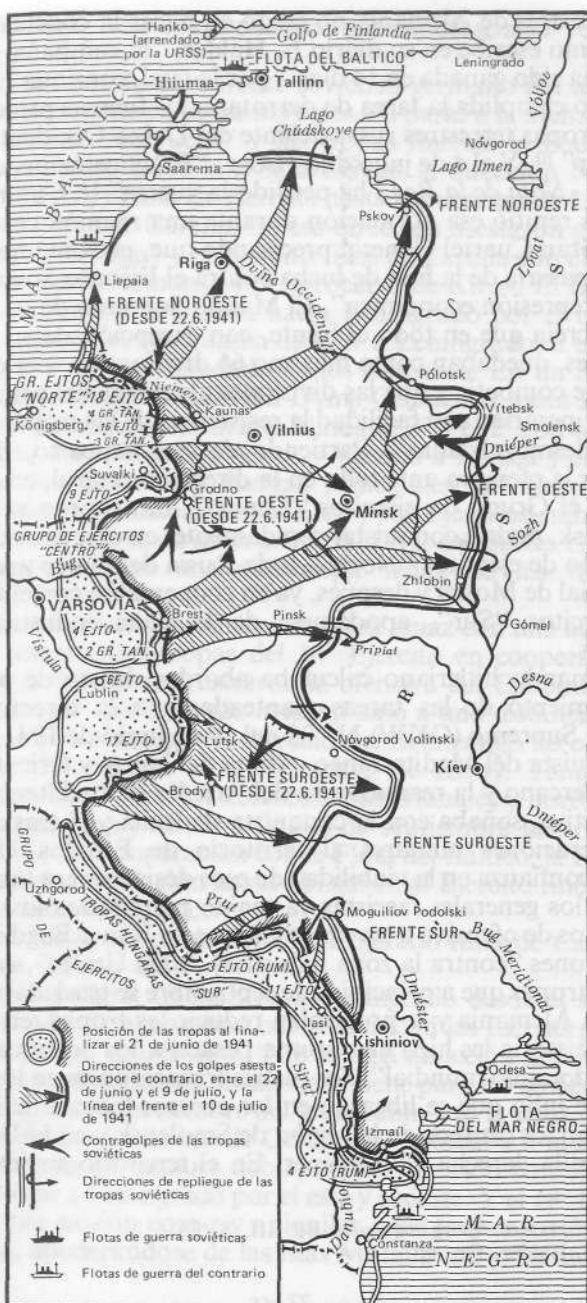 Hanko
(arrendado
por la URSS)
Golfo de Finlandia
FLOTA DEL BALTICO
Leningrado
Tallinn
Hiiumaa
Lago
Chúdskoye
Vóljov
Nóvgorod
Lago Ilmen
Saarema
MAR BALTICO
FRENTE NOROESTE
Pskov
Lovat
Riga
Dvina Occidental
Liepaia
FRENTE NOROESTE
(DESDE 22.6.1941)
Niemen
Pólotsk
GR. EJTOS
"NORTE"
18 EJTO
4 GR. TAN.
16 EJTO
3 GR. TAN.
Königsberg
Kaunas
Vilnius
Vítebsk
Smolensk
Dniéper
Suvalki
9 EJTO
Grodno
FRENTE OESTE
(DESDE 22.6.1941)
Minsk
FRENTE OESTE
Sozh
GRUPO DE EJERCITOS
"CENTRO"
Zhlobin
VARSOVIA
Brest
Pinsk
Prípiat
Gómel
4 EJTO
2 GR. TAN.
Vístula
Desna
Lublin
6 EJTO
17 EJTO
Lutsk
Nóvgorod Volinski
Kíev
FRENTE SUROESTE
(DESDE 22.6.1941)
Brody
Dniéper
FRENTE SUROESTE
U R S S
Uzhgorod
GRUPO DE EJERCITOS "SUR"
TROPAS HUNGARAS
Prut
Moguiliov Podolski
FRENTE SUR
Bug Meridional
3 EJTO (RUM)
11 EJTO
Iasi
Dniéster
Kishiniov
Siret
Odesa
FLOTA
DEL MAR NEGRO
Izmaíl
4 EJTO (RUM)
Danubio
Constanza
MAR
NEGRO
Posición de las tropas al fina-
lizar el 21 de junio de 1941
Direcciones de los golpes asesta-
dos por el contrario, entre el 22
de junio y el 9 de julio, y la
línea del frente el 10 de julio
de 1941
Contragolpes de las tropas
soviéticas
Direcciones de repliegue de las
tropas soviéticas
Flotas de guerra soviéticas
Flotas de guerra del contrario